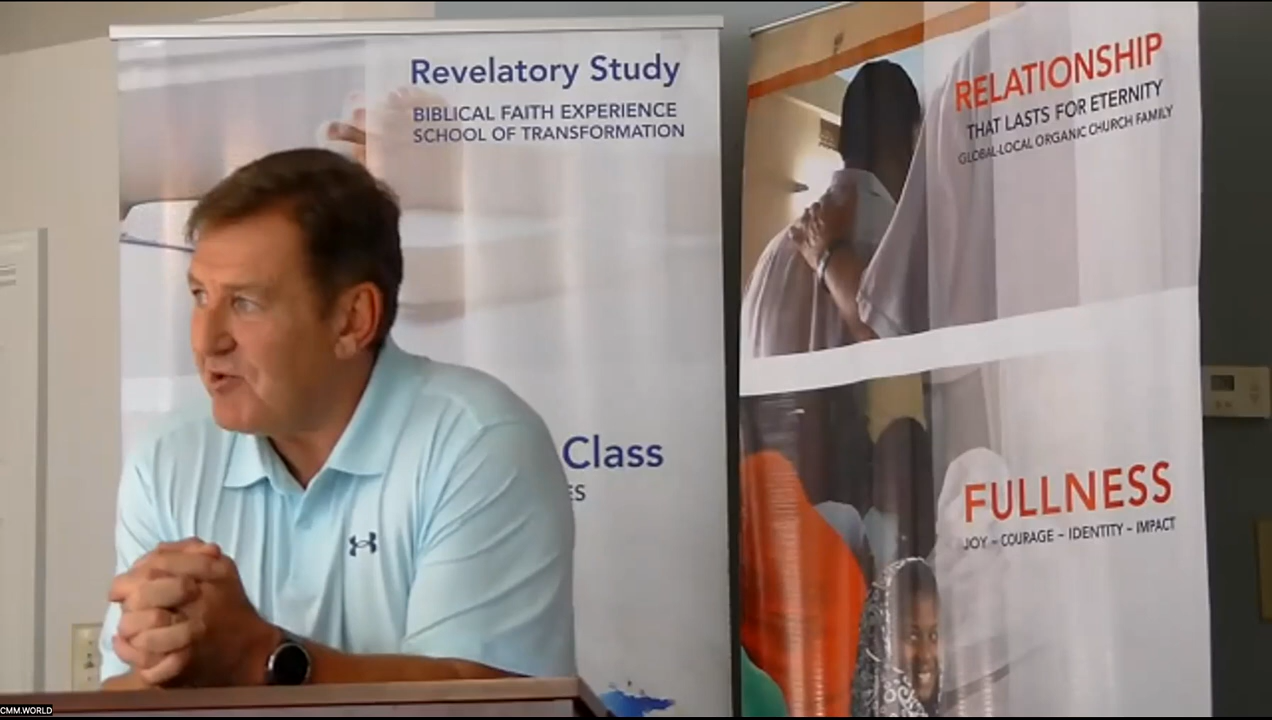 Revelatory Study
BIBLICAL FAITH EXPERIENCE
SCHOOL OF TRANSFORMATION
Class
ES
RELATIONSHIP
THAT LASTS FOR ETERNITY
GLOBAL-LOCAL ORGANIC CHURCH FAMILY
FULLNESS
JOY – COURAGE – IDENTITY – IMPACT
CMM.WORLD